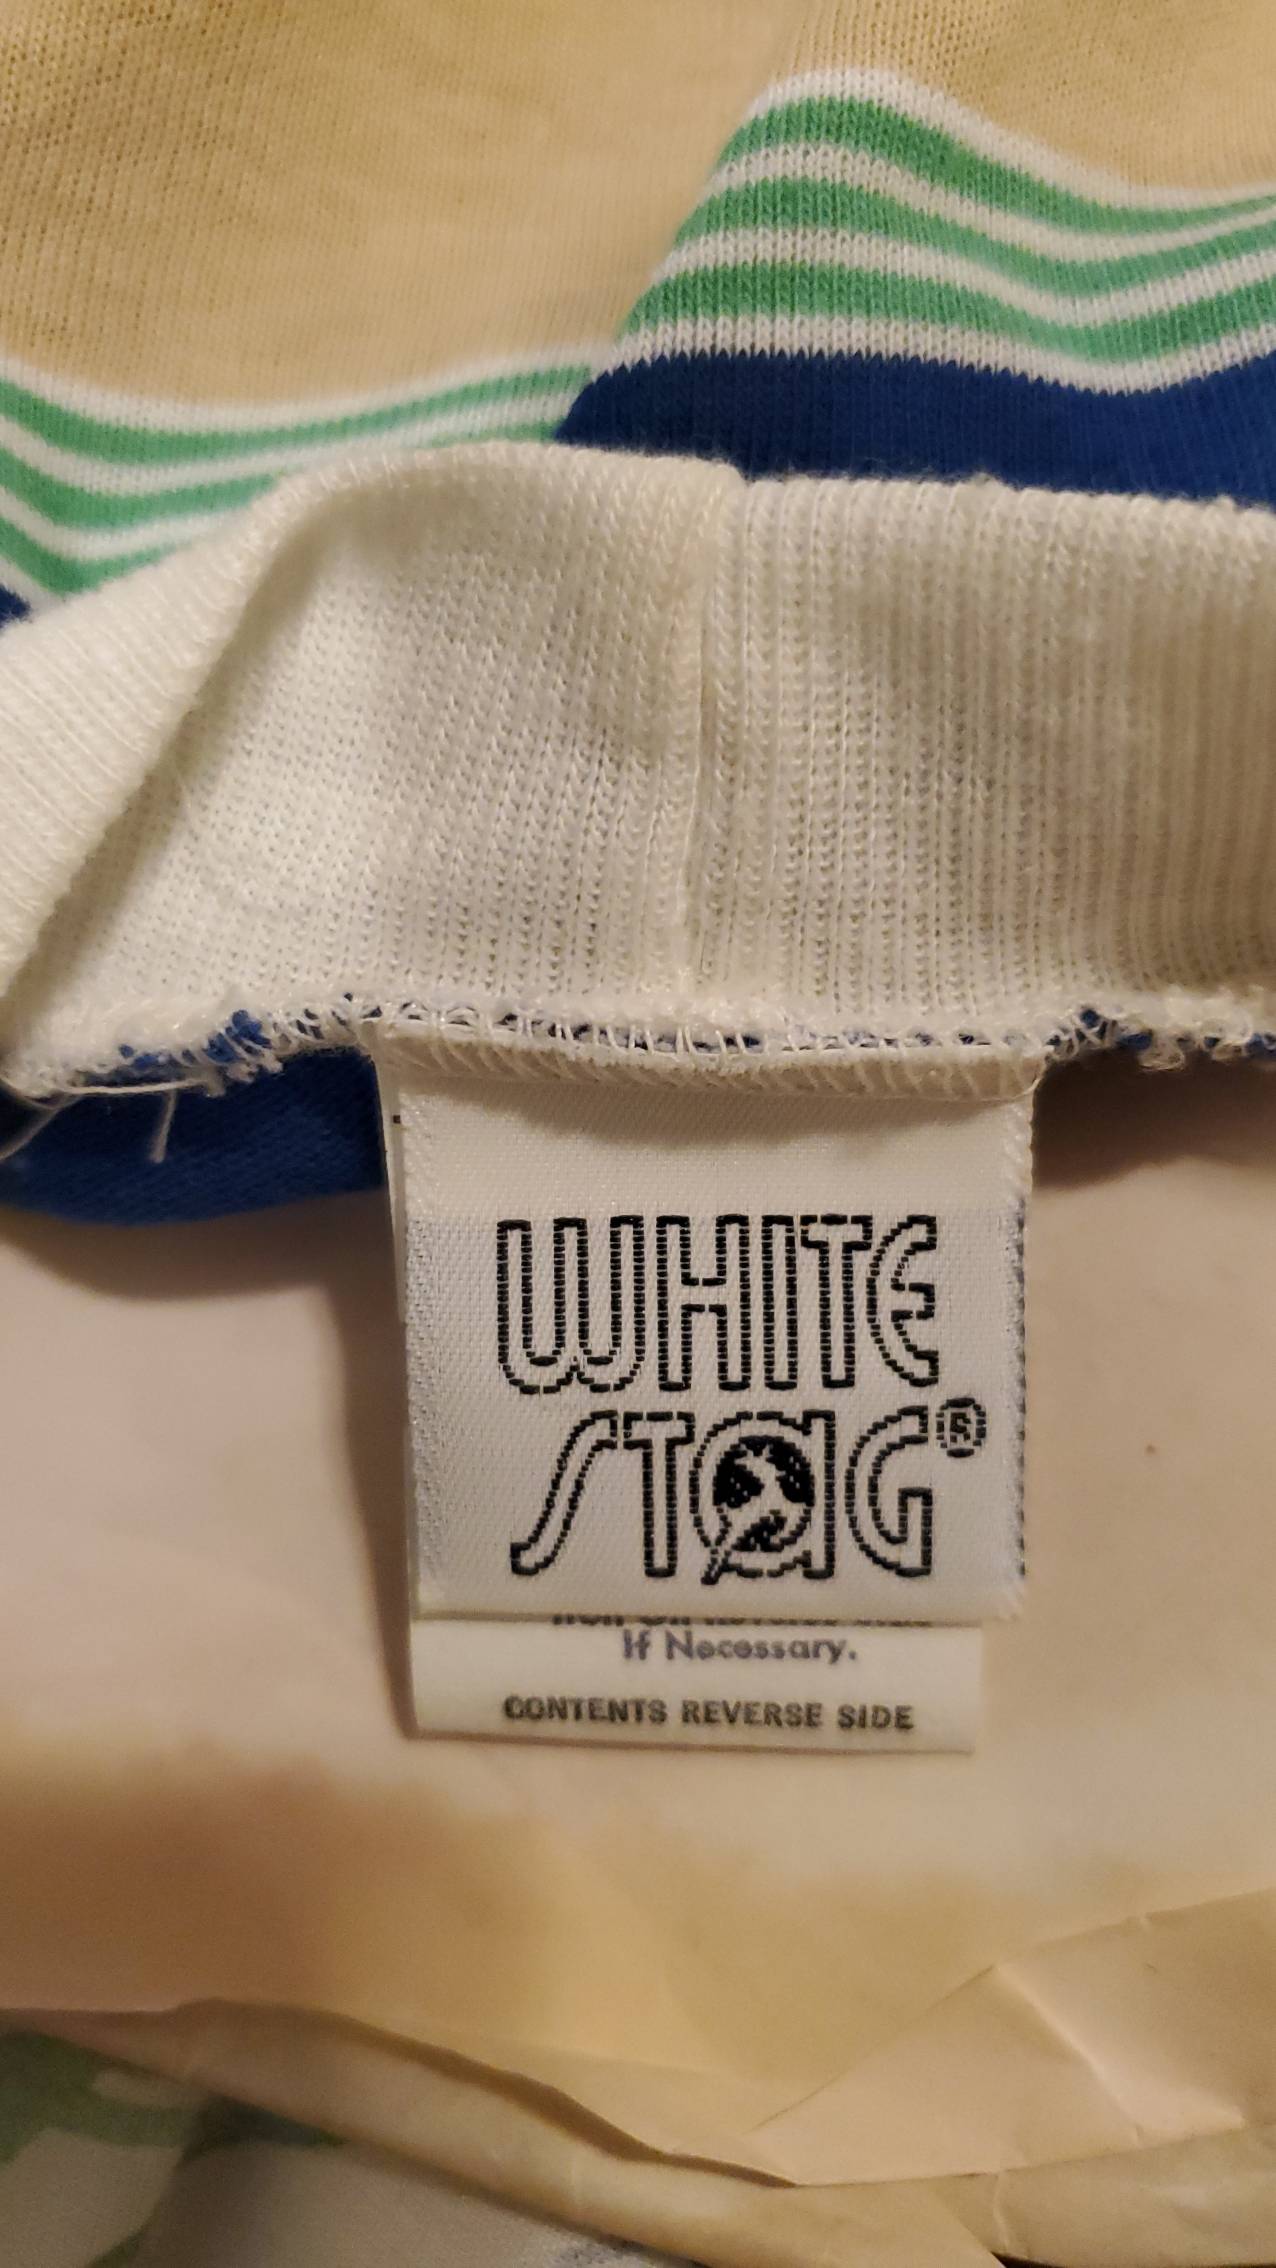 WHITE
STAG®
If Necessary.
CONTENTS REVERSE SIDE